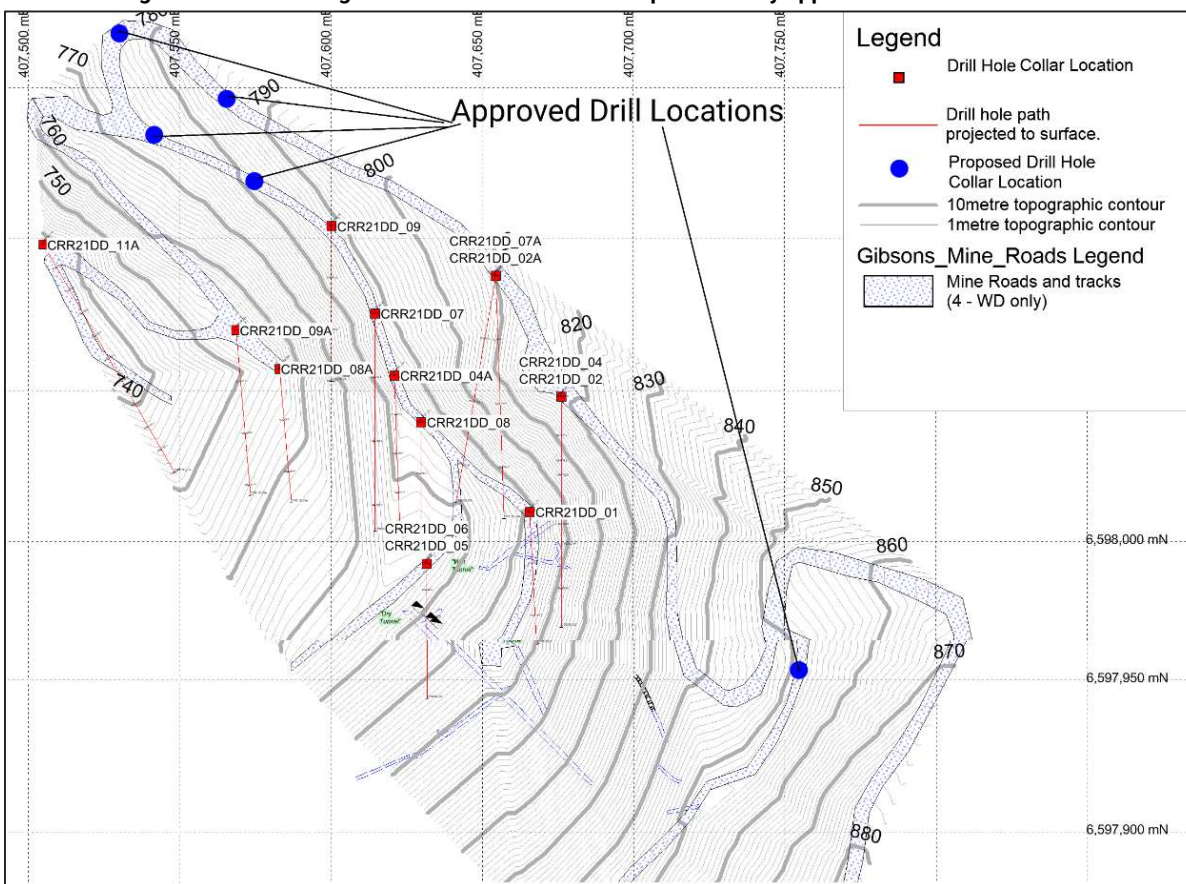 407,500 mE
407,550 mE
407,600 mE
407,650 mE
407,700 mE
407,750 mE
780
770
790
760
750
800
Approved Drill Locations
Legend
Drill Hole Collar Location
Drill hole path
projected to surface.
Proposed Drill Hole
Collar Location
10metre topographic contour
1metre topographic contour
Gibsons_Mine_Roads Legend
Mine Roads and tracks
(4 - WD only)
CRR21DD_11A
CRR21DD_09
CRR21DD_07A
CRR21DD_02A
CRR21DD_09A
CRR21DD_07
CRR21DD_08A
CRR21DD_04A
CRR21DD_04
CRR21DD_02
CRR21DD_08
820
830
840
850
860
870
880
740
CRR21DD_06
CRR21DD_05
CRR21DD_01
"Dry
Tunnel"
6,598,000 mN
6,597,950 mN
6,597,900 mN